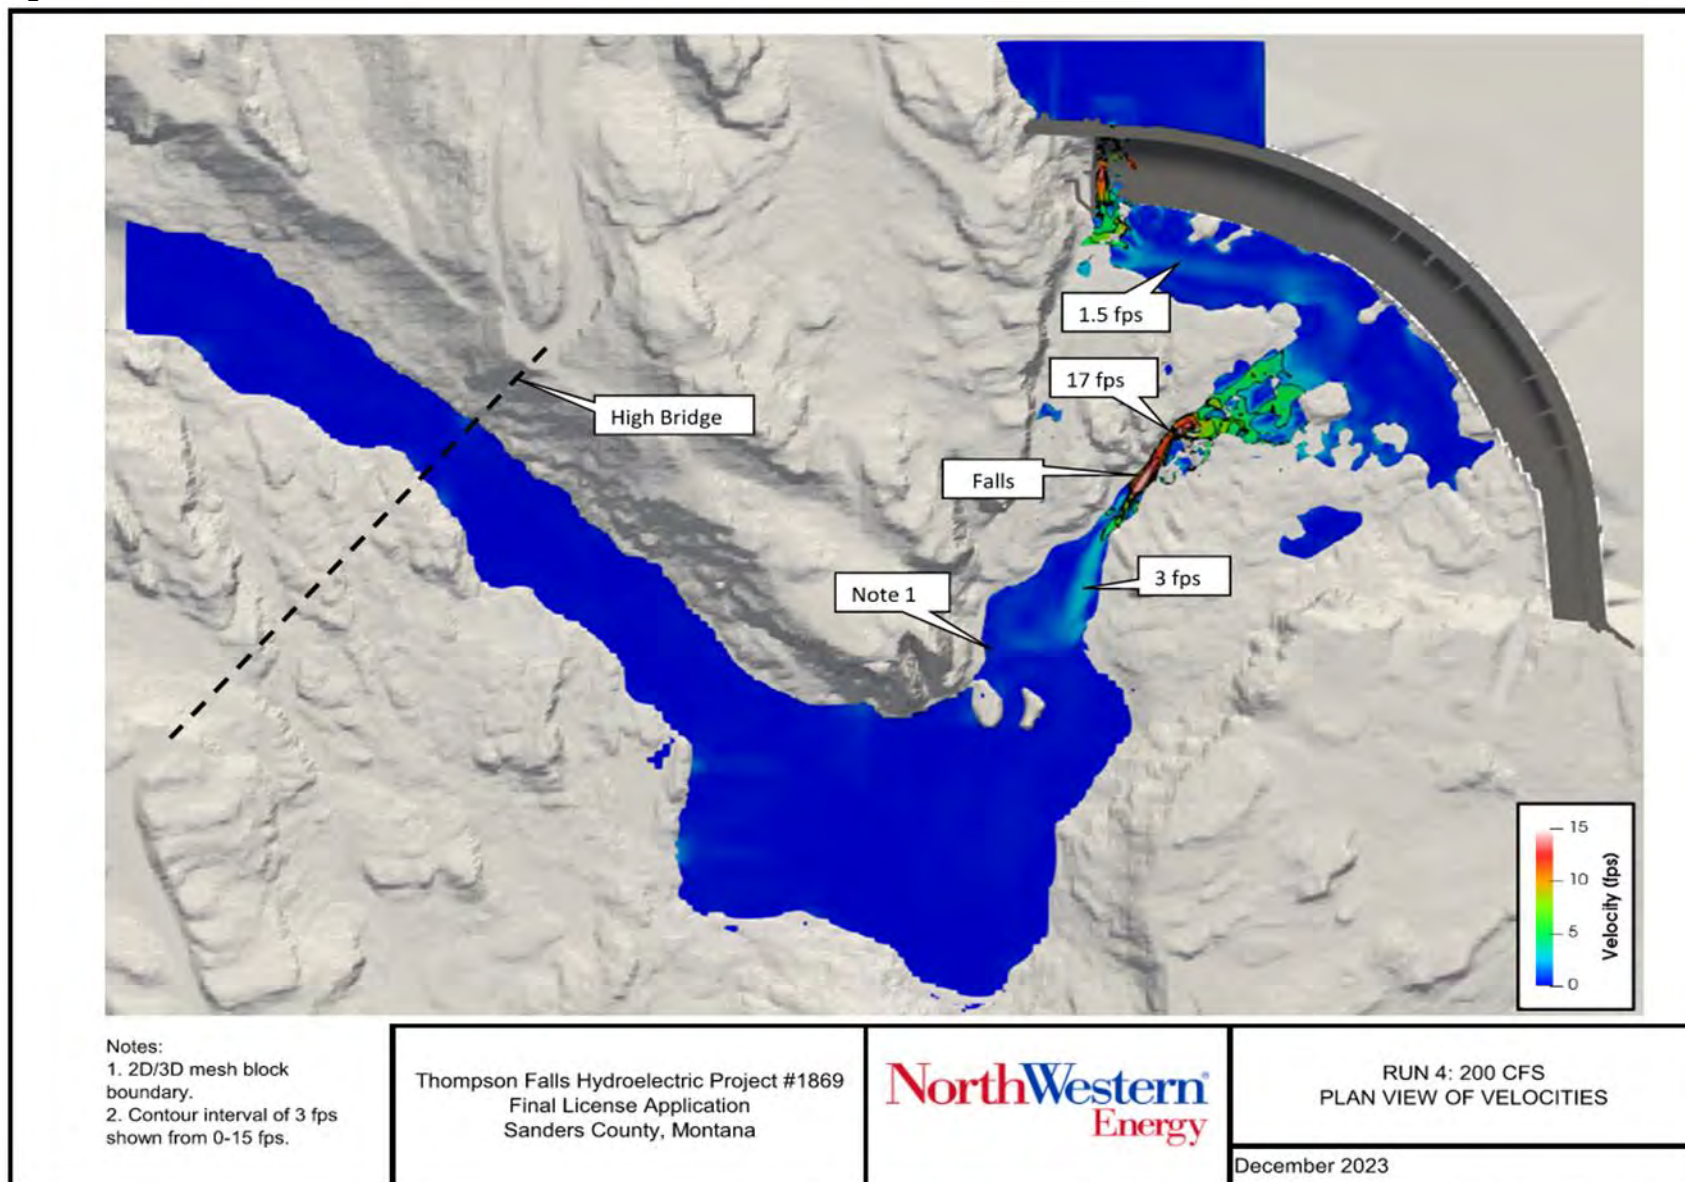 1.5 fps
17 fps
High Bridge
Falls
3 fps
Note 1
15
10
5
0
Velocity (fps)
Notes:
1. 2D/3D mesh block
boundary.
2. Contour interval of 3 fps
shown from 0-15 fps.
Thompson Falls Hydroelectric Project #1869
Final License Application
Sanders County, Montana
NorthWestern®
Energy
RUN 4: 200 CFS
PLAN VIEW OF VELOCITIES
December 2023